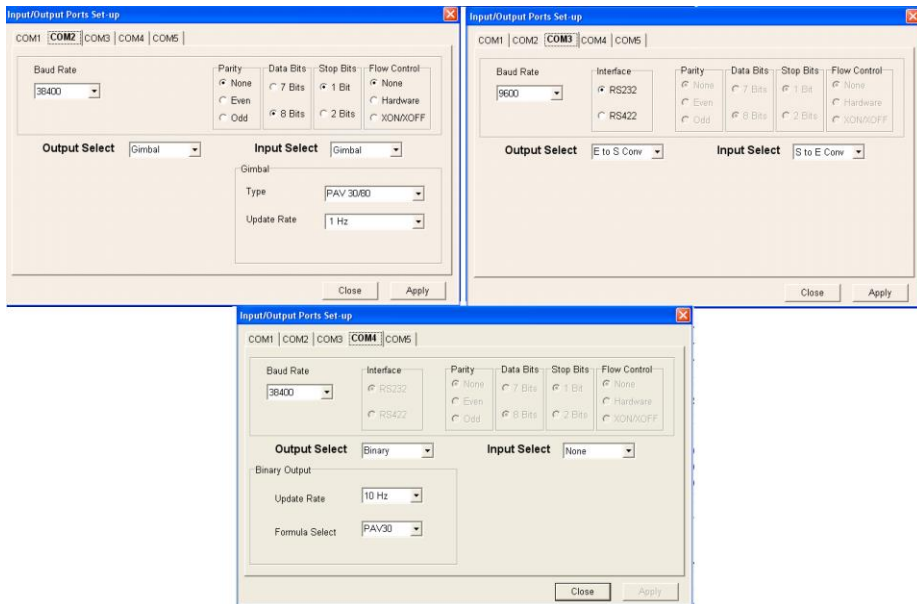 Input/Output Ports Set-up
COM1 COM2 COM3 COM4 COM5
Baud Rate Parity Data Bits Stop Bits Flow Control
38400 None 7 Bits 1 Bit None
Even Hardware
Odd 8 Bits 2 Bits XON/XOFF
Output Select Gimbal Input Select Gimbal
Gimbal
Type PAV 30/80
Update Rate 1 Hz
Close Apply
Input/Output Ports Set-up
COM1 COM2 COM3 COM4 COM5
Baud Rate Interface Parity Data Bits Stop Bits Flow Control
9600 RS232 None 7 Bits 1 Bit None
Even Hardware
RS422 Odd 8 Bits 2 Bits XON/XOFF
Output Select E to S Conv Input Select S to E Conv
Close Apply
Input/Output Ports Set-up
COM1 COM2 COM3 COM4 COM5
Baud Rate Interface Parity Data Bits Stop Bits Flow Control
38400 RS232 None 7 Bits 1 Bit None
Even Hardware
RS422 Odd 8 Bits 2 Bits XON/XOFF
Output Select Binary Input Select None
Binary Output
Update Rate 10 Hz
Formula Select PAV30
Close Apply